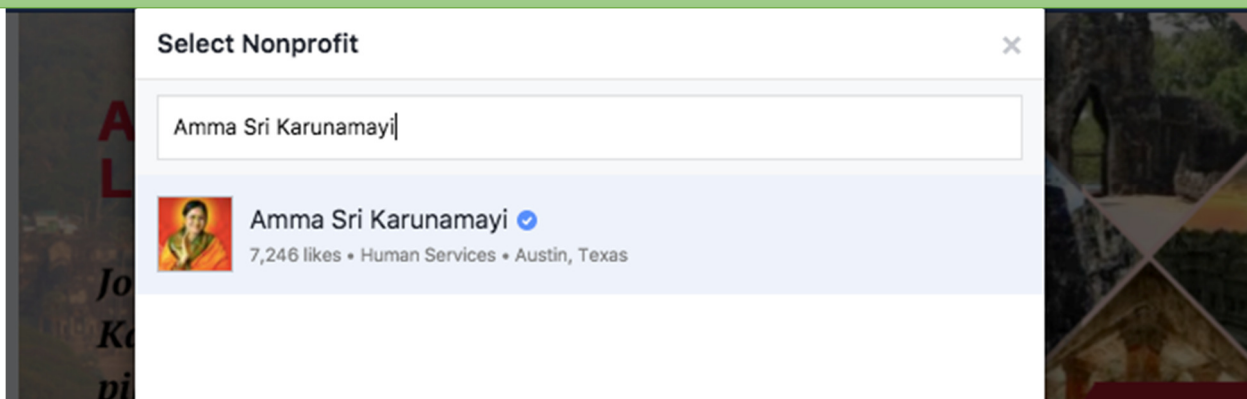 Select Nonprofit
Amma Sri Karunamayi
Amma Sri Karunamayi
7,246 likes • Human Services • Austin, Texas